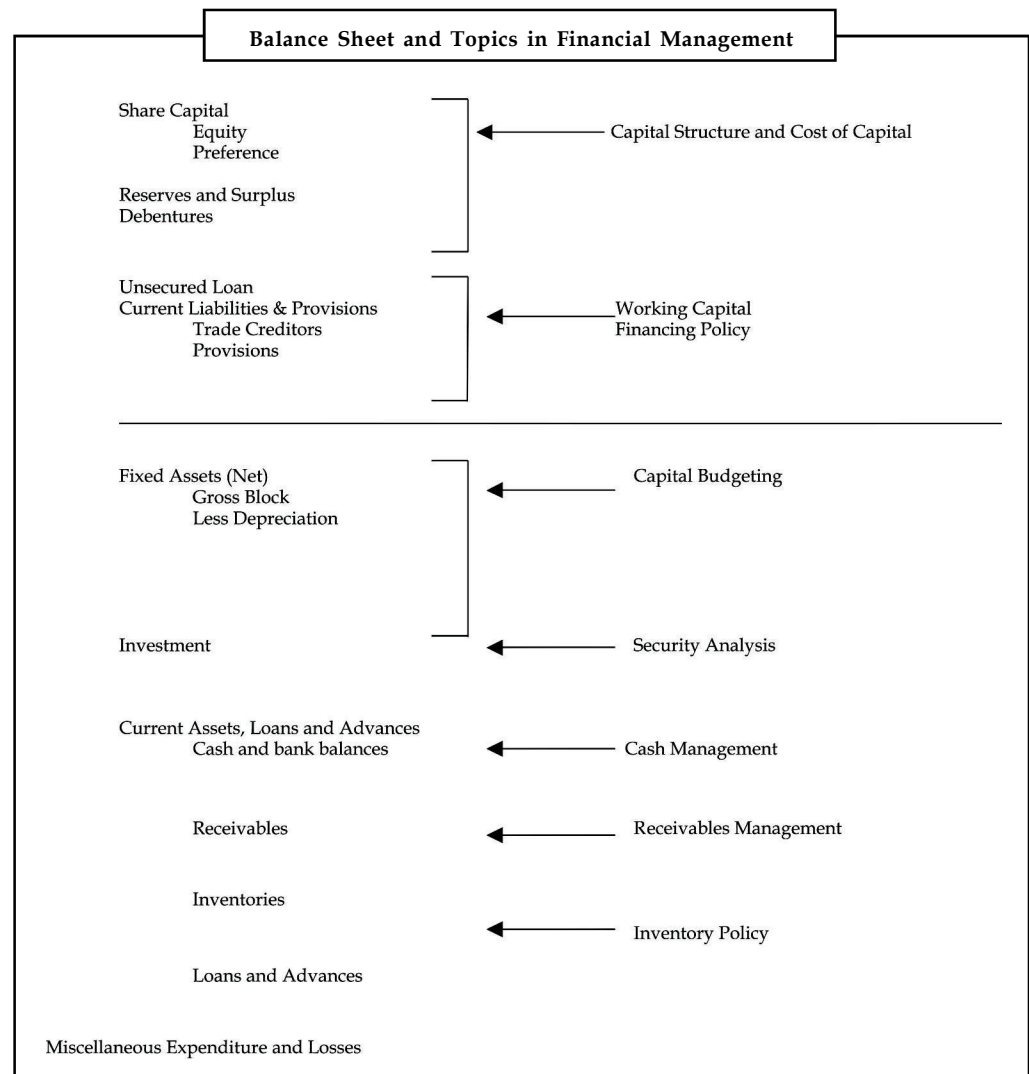 Balance Sheet and Topics in Financial Management
Share Capital
Equity
Preference
Capital Structure and Cost of Capital
Reserves and Surplus
Debentures
Unsecured Loan
Current Liabilities & Provisions
Trade Creditors
Provisions
Working Capital
Financing Policy
Fixed Assets (Net)
Gross Block
Less Depreciation
Capital Budgeting
Investment
Security Analysis
Current Assets, Loans and Advances
Cash and bank balances
Cash Management
Receivables
Receivables Management
Inventories
Inventory Policy
Loans and Advances
Miscellaneous Expenditure and Losses